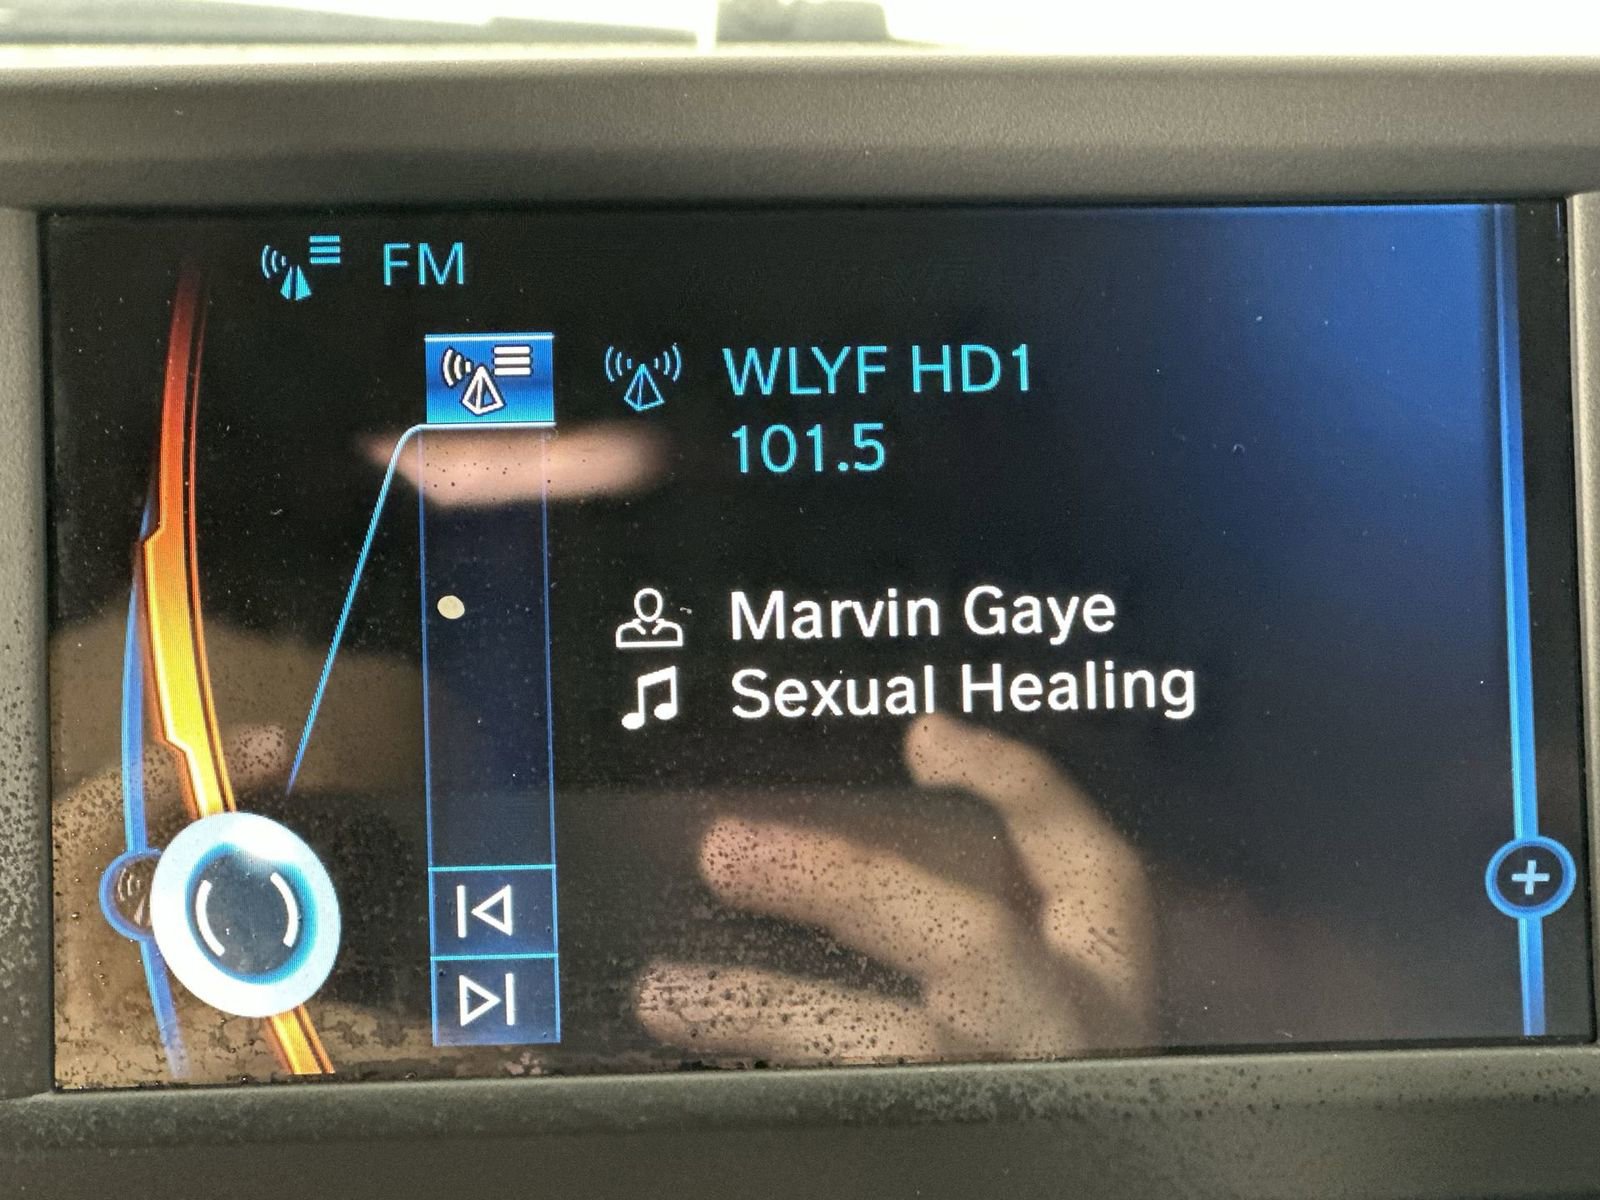 FM
WLYF HD1
101.5
Marvin Gaye
Sexual Healing